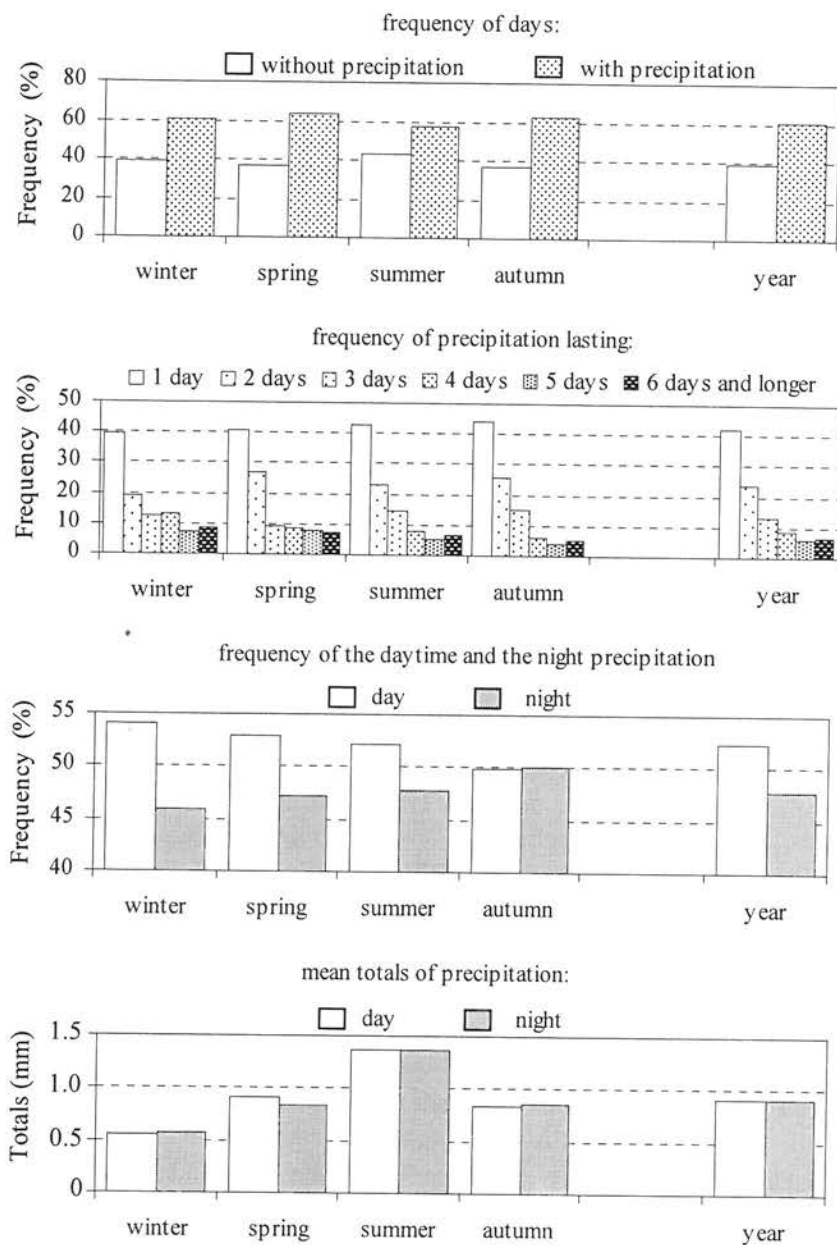 frequency of days:
without precipitation with precipitation
Frequency (%)
80
60
40
20
0
winter spring summer autumn year
frequency of precipitation lasting:
1 day 2 days 3 days 4 days 5 days 6 days and longer
Frequency (%)
50
40
30
20
10
0
winter spring summer autumn year
frequency of the daytime and the night precipitation
day night
Frequency (%)
55
50
45
40
winter spring summer autumn year
mean totals of precipitation:
day night
Totals (mm)
1.5
1.0
0.5
0
winter spring summer autumn year